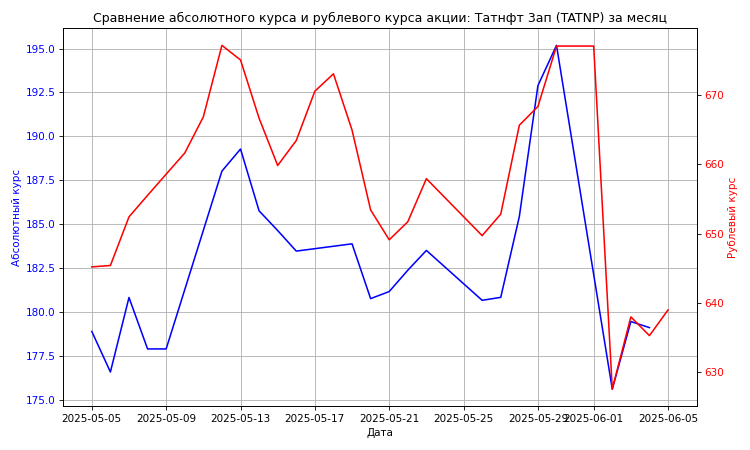 Сравнение абсолютного курса и рублевого курса акции: Татнфт 3ап (TATNP) за месяц
Абсолютный курс
195.0
192.5
190.0
187.5
185.0
182.5
180.0
177.5
175.0
670
660
650
640
630
Рублевый курс
2025-05-05 2025-05-09 2025-05-13 2025-05-17 2025-05-21 2025-05-25 2025-05-29 2025-06-01 2025-06-05
Дата